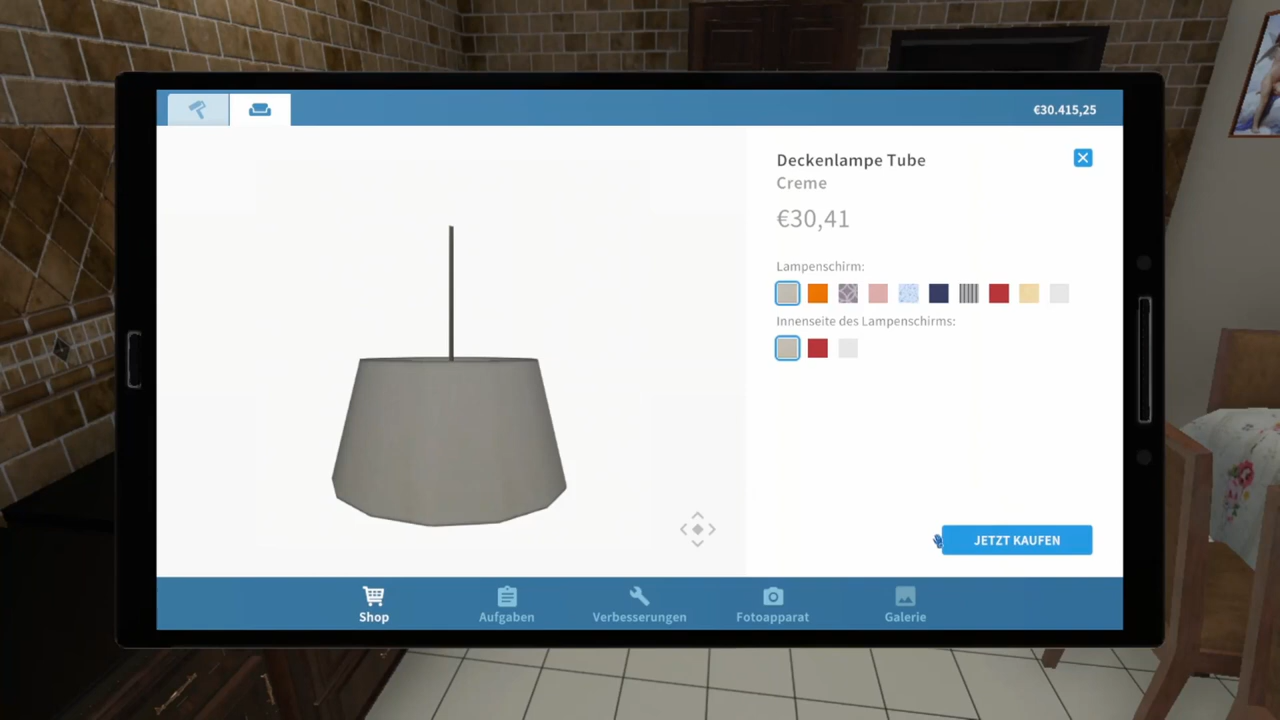 €30.415,25
Deckenlampe Tube
Creme
€30,41
Lampenschirm:
Innenseite des Lampenschirms:
JETZT KAUFEN
Shop
Aufgaben
Verbesserungen
Fotoapparat
Galerie